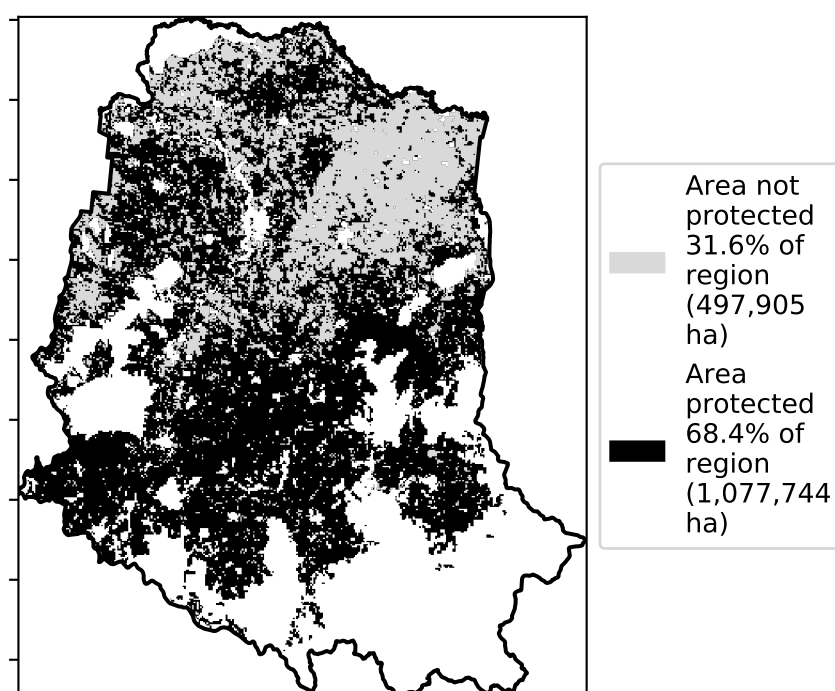 Area not
protected
31.6% of
region
(497,905
ha)
Area
protected
68.4% of
region
(1,077,744
ha)